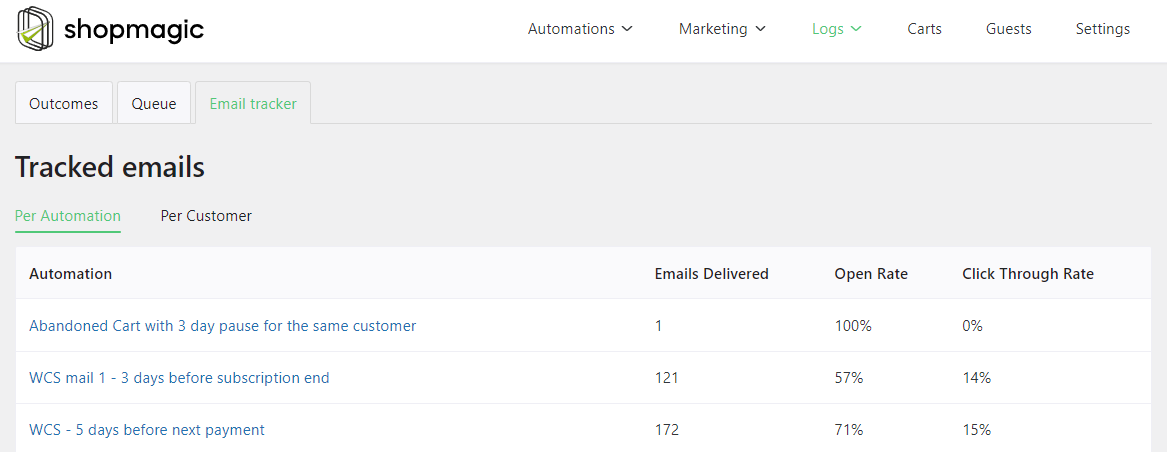 shopmagic Automations Marketing Logs Carts Guests Settings
Outcomes Queue Email tracker
Tracked emails
Per Automation Per Customer
Automation Emails Delivered Open Rate Click Through Rate
Abandoned Cart with 3 day pause for the same customer 1 100% 0%
WCS mail 1 - 3 days before subscription end 121 57% 14%
WCS - 5 days before next payment 172 71% 15%